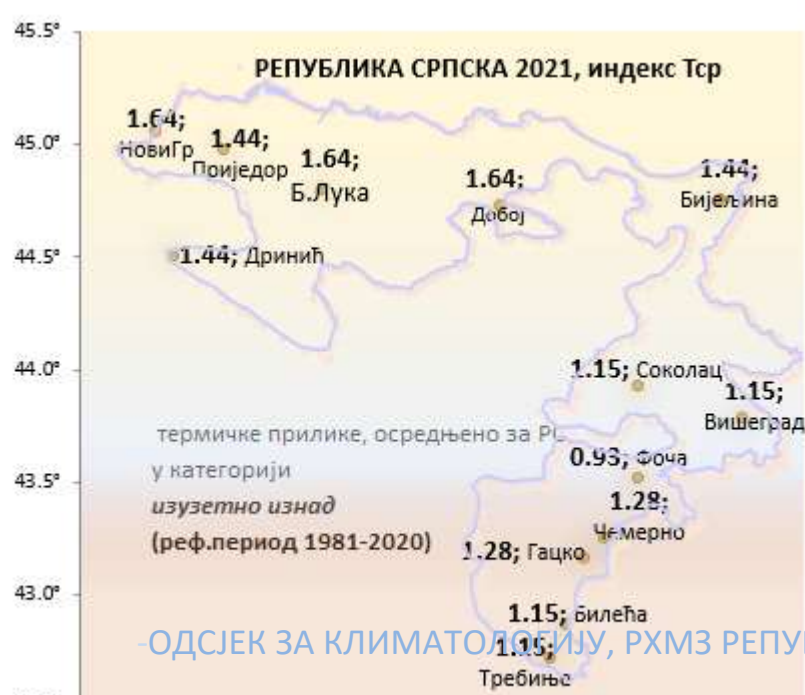 45.5°
РЕПУБЛИКА СРПСКА 2021, индекс Тср
1.64;
НовиГр
45.0°
1.44;
Приједор
1.64;
Б.Лука
1.64;
Добој
1.44;
Бијељина
44.5°
1.44; Дринић
44.0°
1.15; Соколац
1.15;
Вишеград
термичке прилике, осредњено за РС
у категорији
изузетно изнад
(реф.период 1981-2020)
43.5°
0.93; Фоча
1.28;
Чемерно
1.28; Гацко
43.0°
1.15; Билећа
-ОДСЈЕК ЗА КЛИМАТОЛОГИЈУ, РХМЗ РЕПУ
1.15;
Требиње